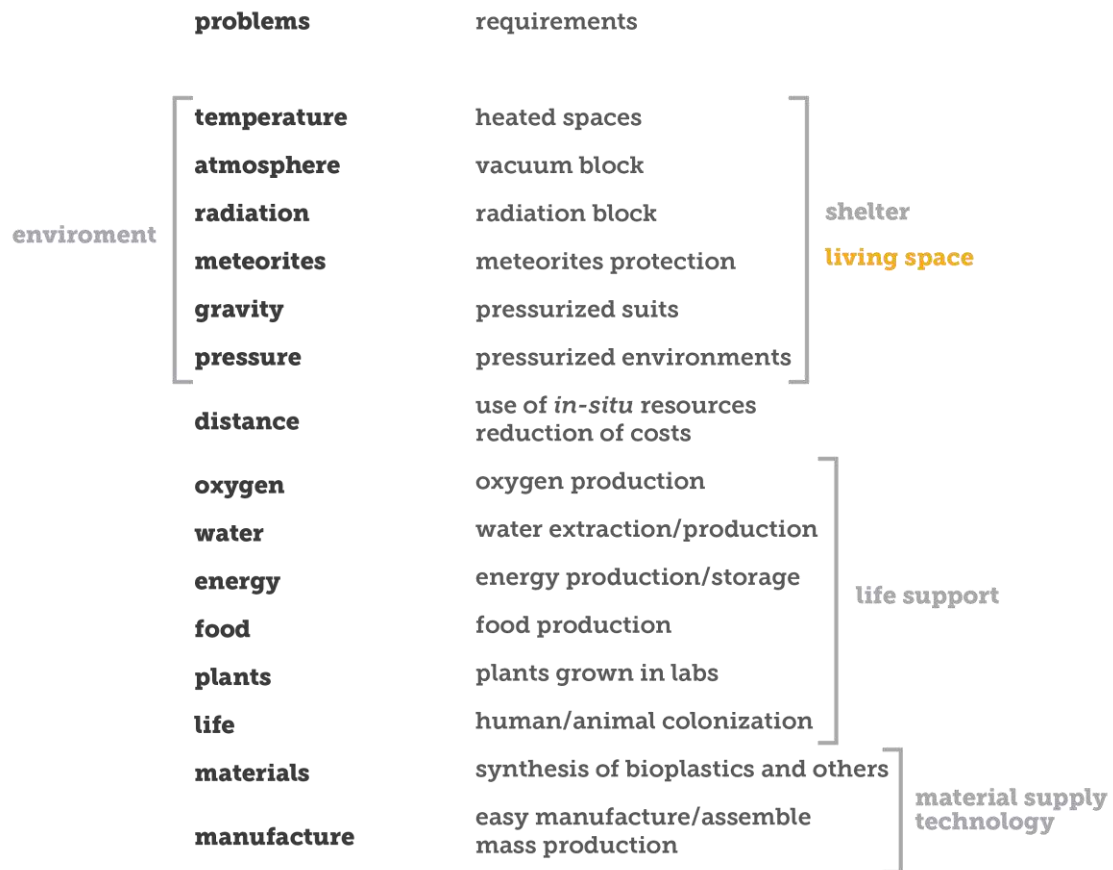 problems requirements
temperature heated spaces
atmosphere vacuum block
radiation radiation block
shelter
enviroment
meteorites meteorites protection
living space
gravity pressurized suits
pressure pressurized environments
distance use of in-situ resources
reduction of costs
oxygen oxygen production
water water extraction/production
energy energy production/storage
life support
food food production
plants plants grown in labs
life human/animal colonization
materials synthesis of bioplastics and others
material supply
technology
manufacture easy manufacture/assemble
mass production